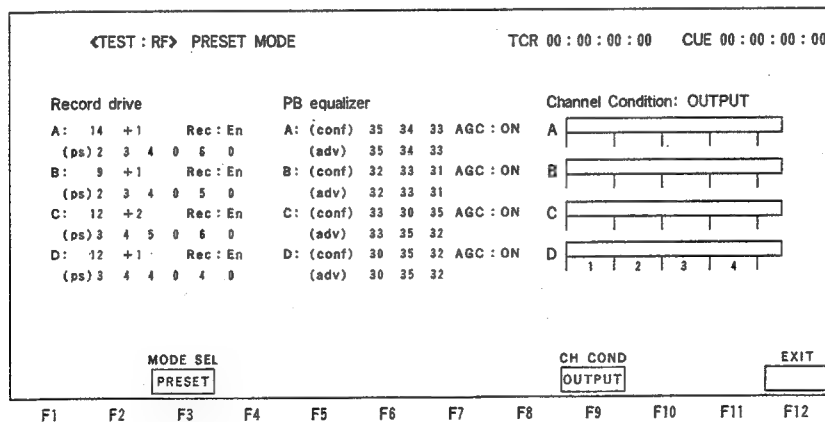 <TEST : RF> PRESET MODE TCR 00 : 00 : 00 : 00 CUE 00 : 00 : 00 : 00
Record drive PB equalizer Channel Condition: OUTPUT
A: 14 +1 Rec : En A: (conf) 35 34 33 AGC : ON A
(ps) 2 3 4 0 6 0 (adv) 35 34 33
B: 9 +1 Rec : En B: (conf) 32 33 31 AGC : ON B
(ps) 2 3 4 0 5 0 (adv) 32 33 31
C: 12 +2 Rec : En C: (conf) 33 30 35 AGC : ON C
(ps) 3 4 5 0 6 0 (adv) 33 35 32
D: 12 +1 Rec : En D: (conf) 30 35 32 AGC : ON D
(ps) 3 4 4 0 4 0 (adv) 30 35 32 1 2 3 4
MODE SEL CH COND EXIT
PRESET OUTPUT
F1 F2 F3 F4 F5 F6 F7 F8 F9 F10 F11 F12